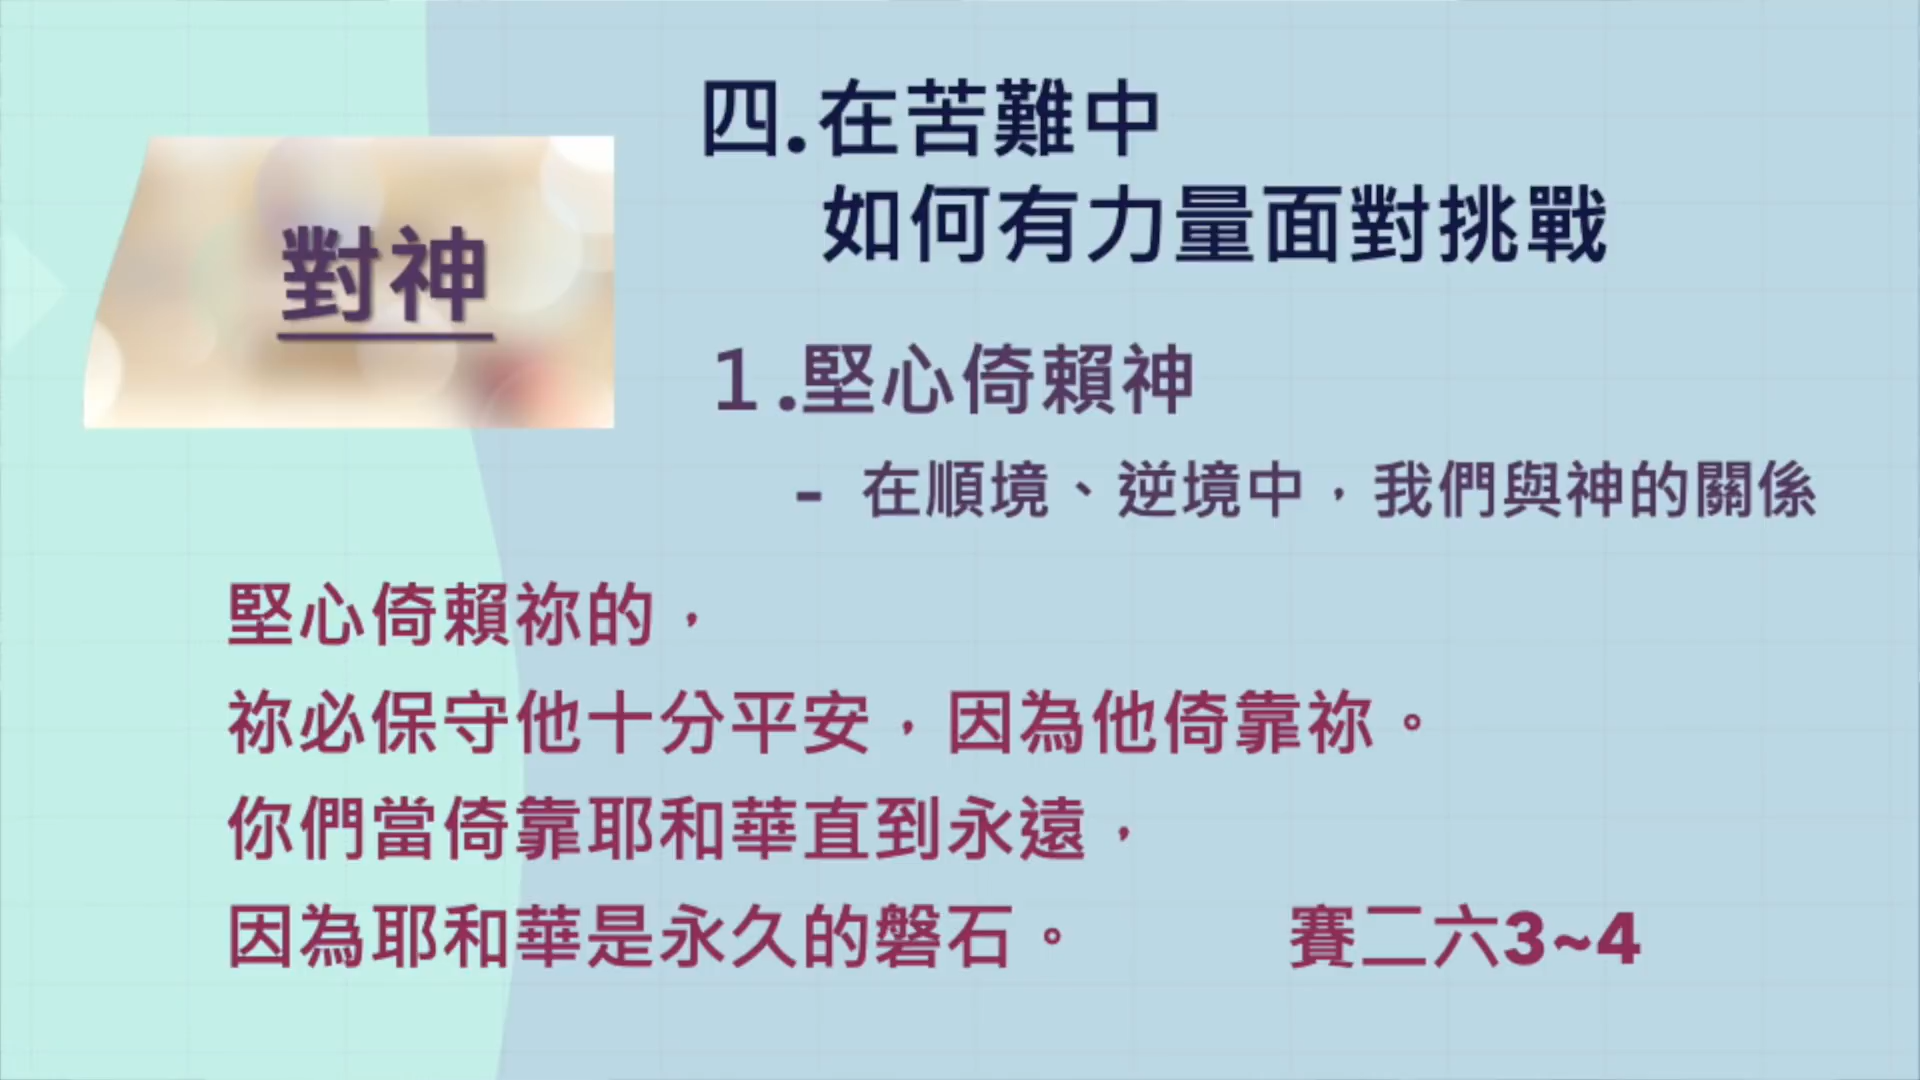 對神
四.在苦難中
如何有力量面對挑戰
1.堅心倚賴神
- 在順境、逆境中，我們與神的關係
堅心倚賴祢的，
祢必保守他十分平安，因為他倚靠祢。
你們當倚靠耶和華直到永遠，
因為耶和華是永久的磐石。 賽二六3~4